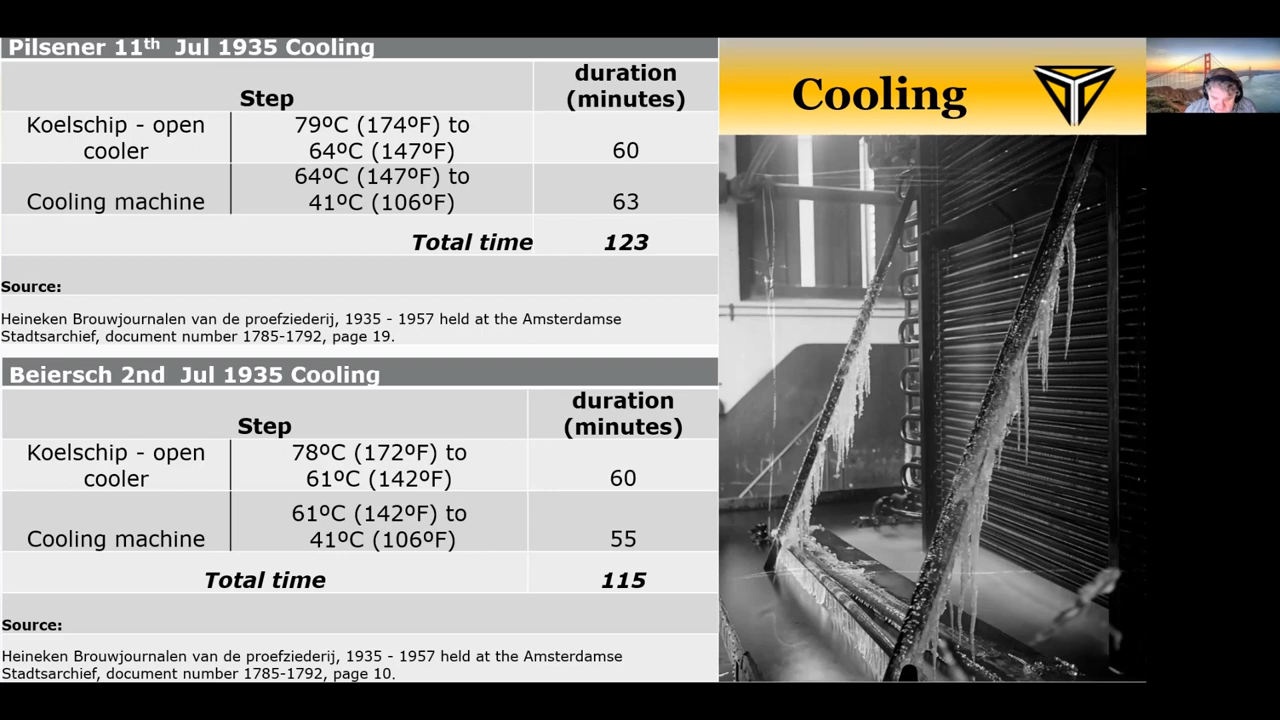 Pilsener 11th Jul 1935 Cooling
Step
duration
(minutes)
Koelschip - open
cooler
79ºC (174ºF) to
64ºC (147ºF)
60
Cooling machine
64ºC (147ºF) to
41ºC (106ºF)
63
Total time
123
Source:
Heineken Brouwjournalen van de proefziederij, 1935 - 1957 held at the Amsterdamse
Stadtsarchief, document number 1785-1792, page 19.
Beiersch 2nd Jul 1935 Cooling
Step
duration
(minutes)
Koelschip - open
cooler
78ºC (172ºF) to
61ºC (142ºF)
60
Cooling machine
61ºC (142ºF) to
41ºC (106ºF)
55
Total time
115
Source:
Heineken Brouwjournalen van de proefziederij, 1935 - 1957 held at the Amsterdamse
Stadtsarchief, document number 1785-1792, page 10.
Cooling